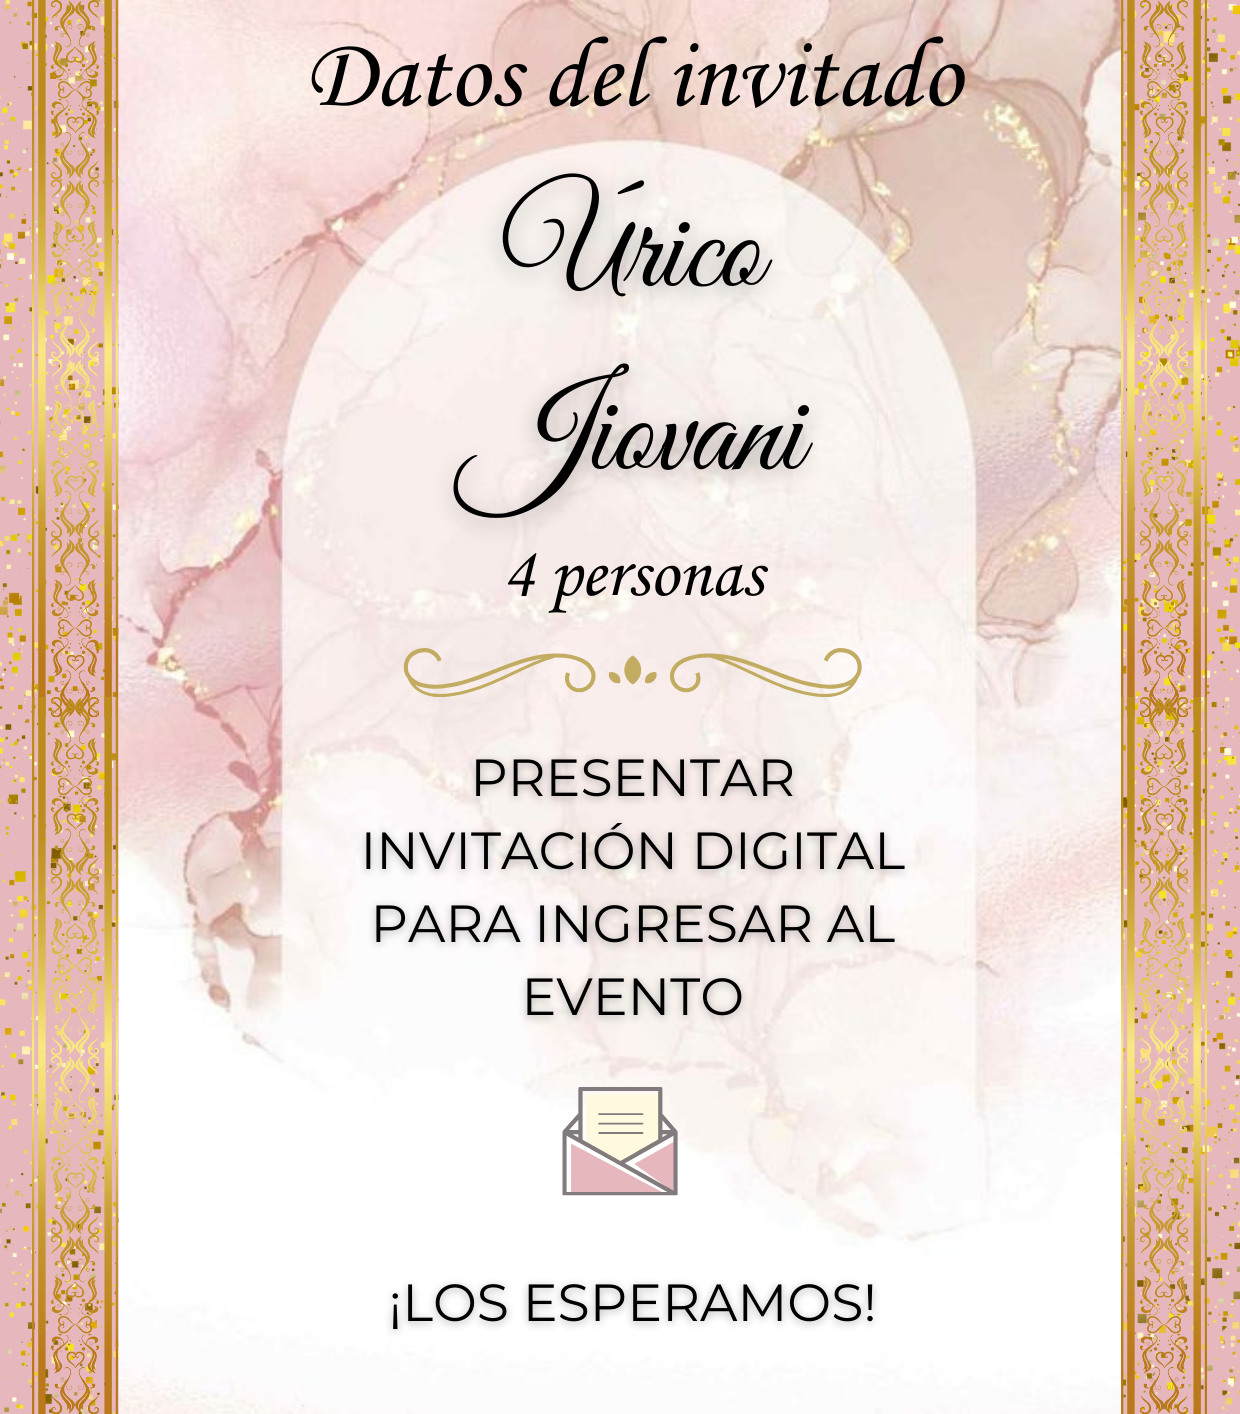 Datos del invitado
Úrico
Jiovani
4 personas
PRESENTAR
INVITACIÓN DIGITAL
PARA INGRESAR AL
EVENTO
¡LOS ESPERAMOS!